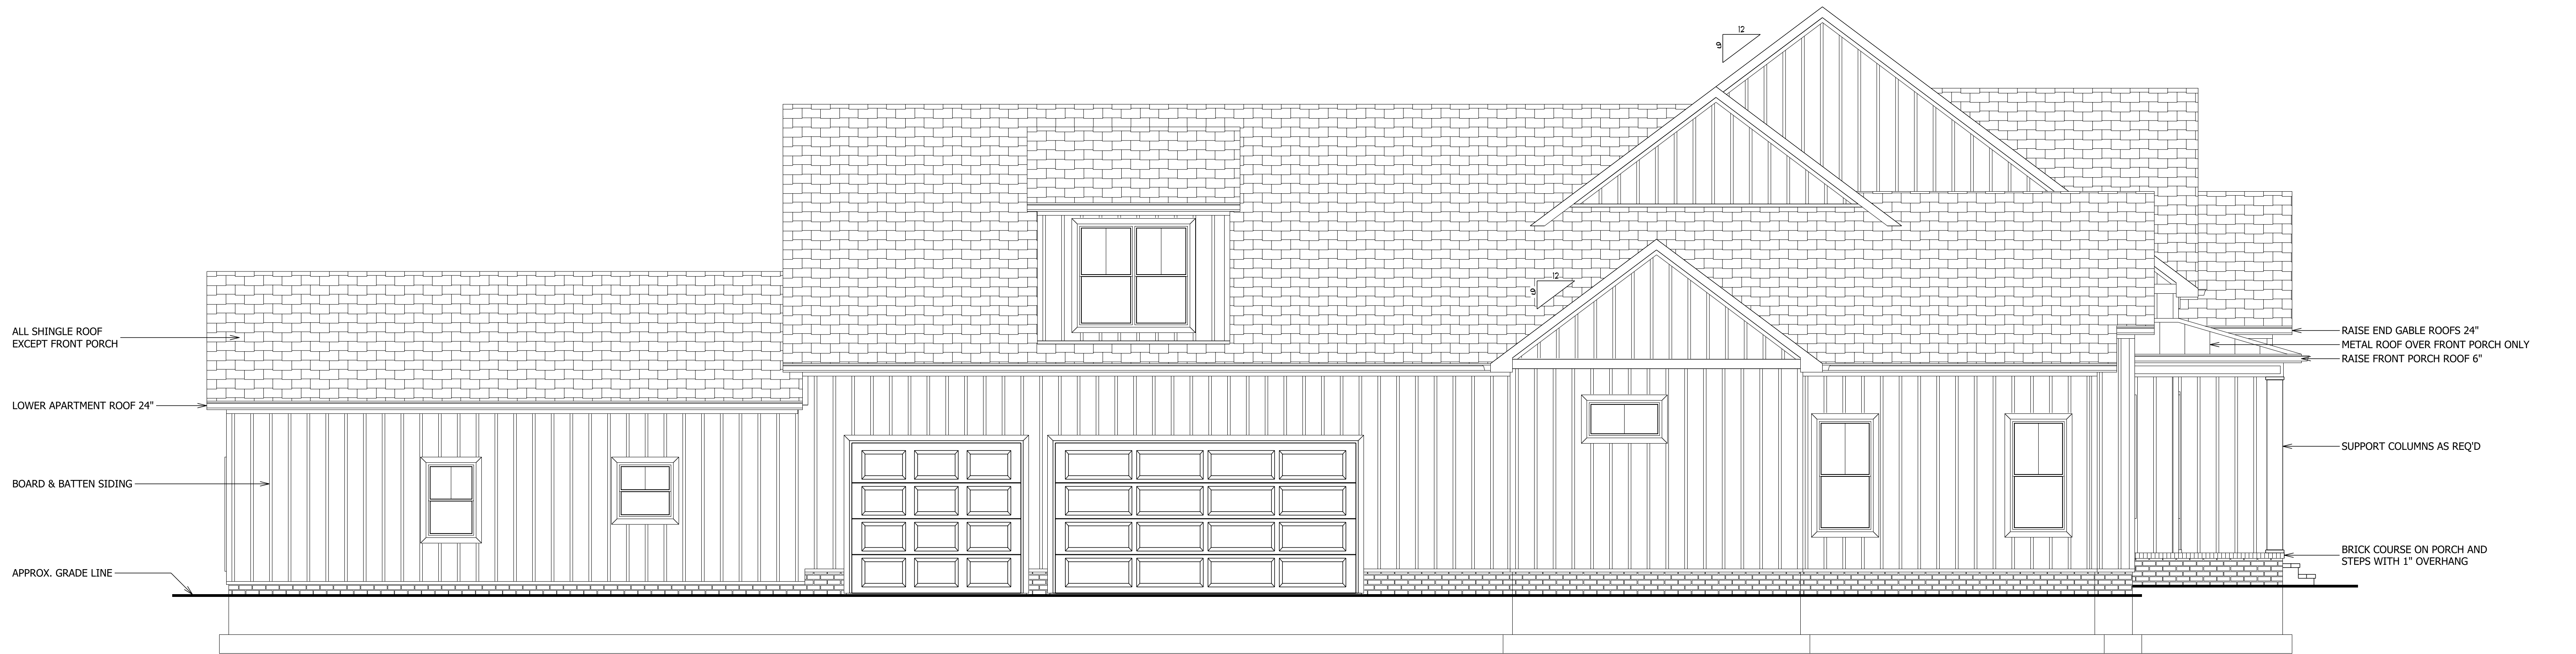 12
9
12
9
ALL SHINGLE ROOF
EXCEPT FRONT PORCH
LOWER APARTMENT ROOF 24"
BOARD & BATTEN SIDING
APPROX. GRADE LINE
RAISE END GABLE ROOFS 24"
METAL ROOF OVER FRONT PORCH ONLY
RAISE FRONT PORCH ROOF 6"
SUPPORT COLUMNS AS REQ'D
BRICK COURSE ON PORCH AND
STEPS WITH 1" OVERHANG